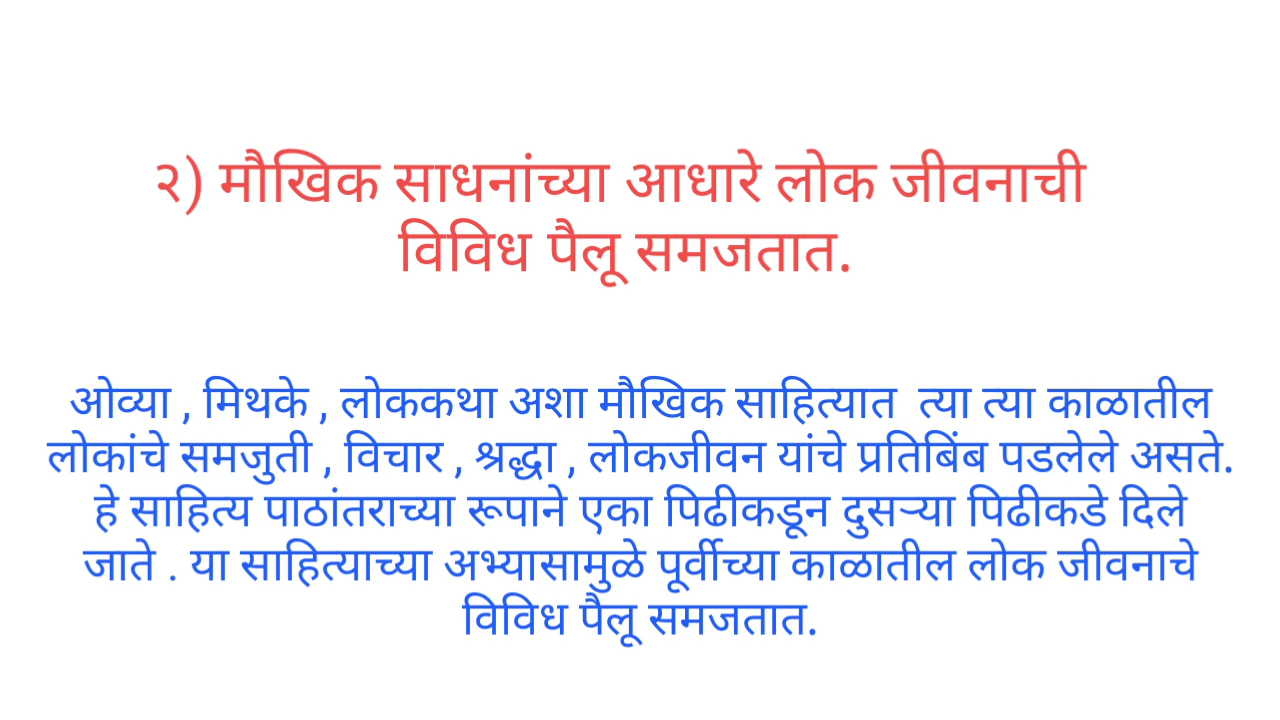 २) मौखिक साधनांच्या आधारे लोक जीवनाची
विविध पैलू समजतात.
ओव्या , मिथके , लोककथा अशा मौखिक साहित्यात त्या त्या काळातील
लोकांचे समजुती , विचार , श्रद्धा , लोकजीवन यांचे प्रतिबिंब पडलेले असते.
हे साहित्य पाठांतराच्या रूपाने एका पिढीकडून दुसऱ्या पिढीकडे दिले
जाते . या साहित्याच्या अभ्यासामुळे पूर्वीच्या काळातील लोक जीवनाचे
विविध पैलू समजतात.